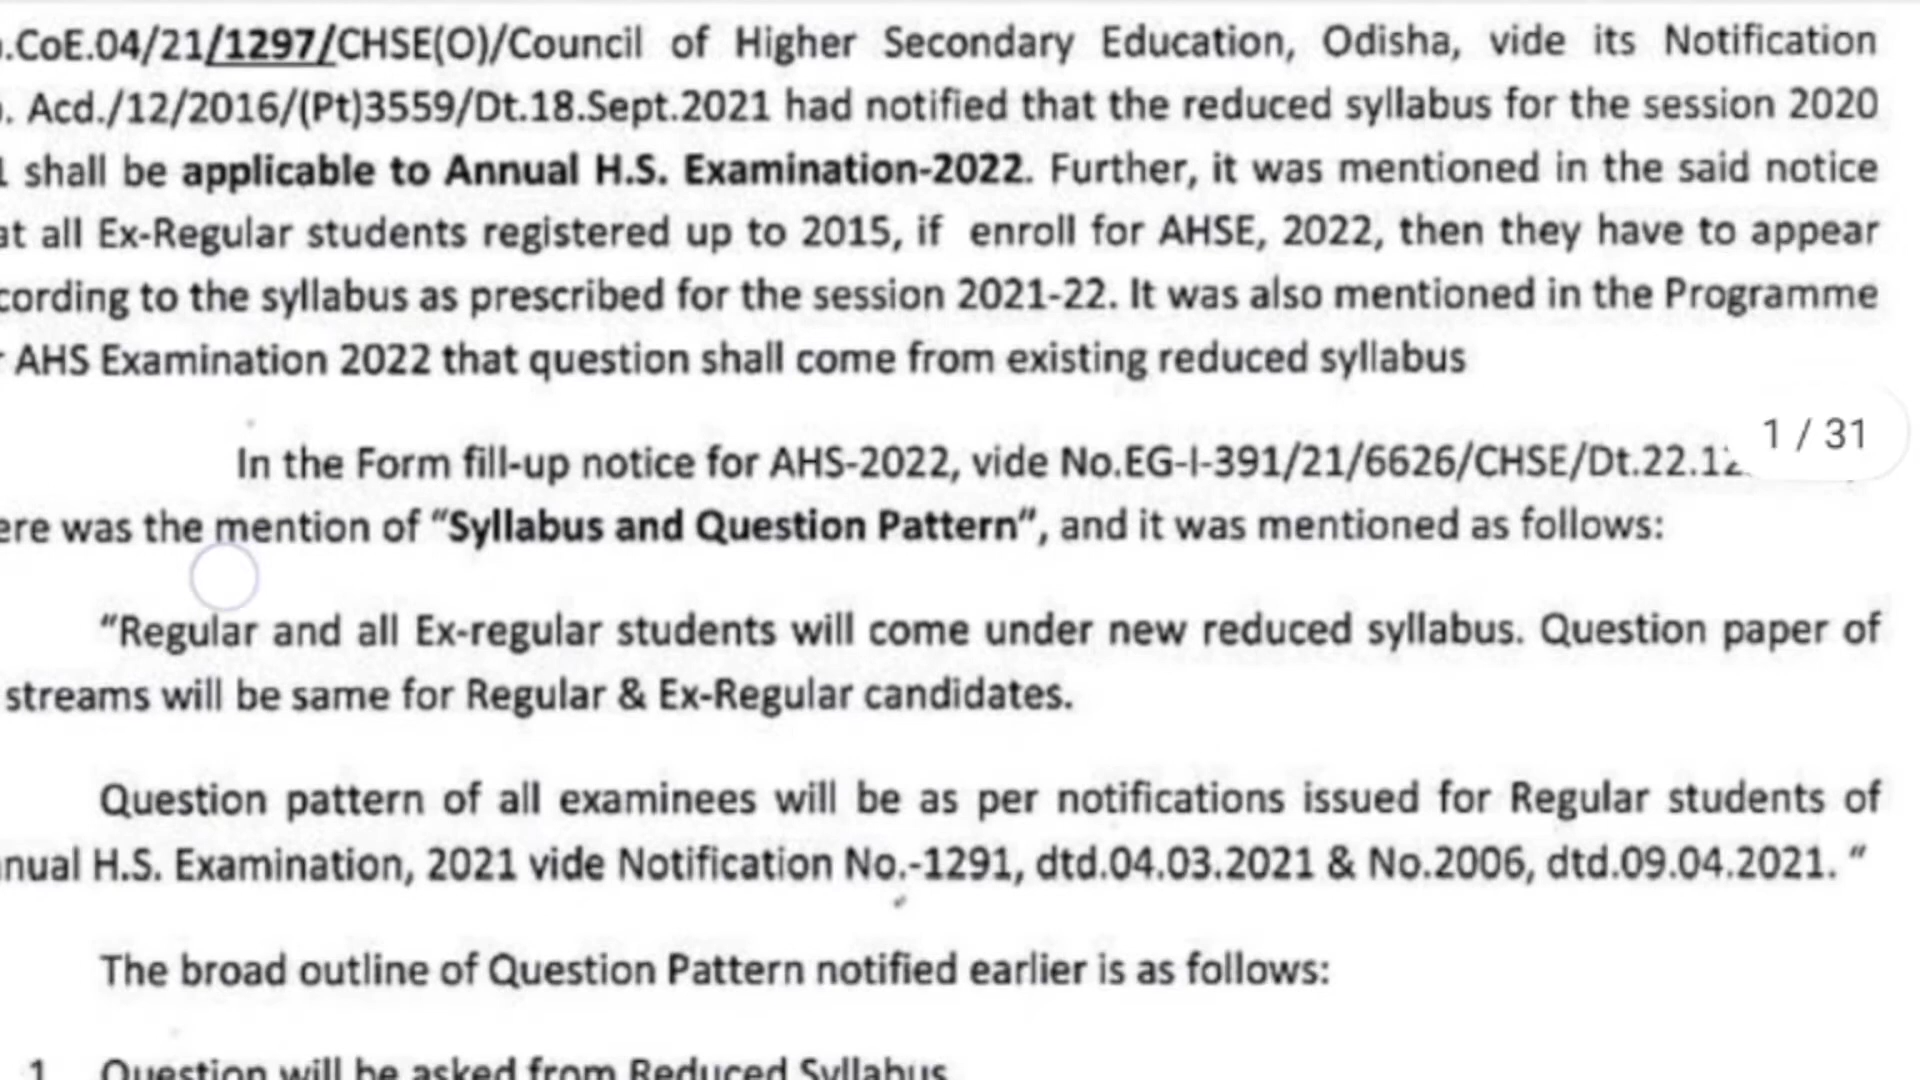 .CoE.04/21/1297/CHSE(O)/Council of Higher Secondary Education, Odisha, vide its Notification
. Acd./12/2016/(Pt)3559/Dt.18.Sept.2021 had notified that the reduced syllabus for the session 2020
1 shall be applicable to Annual H.S. Examination-2022. Further, it was mentioned in the said notice
at all Ex-Regular students registered up to 2015, if enroll for AHSE, 2022, then they have to appear
cording to the syllabus as prescribed for the session 2021-22. It was also mentioned in the Programme
AHS Examination 2022 that question shall come from existing reduced syllabus
1 / 31
In the Form fill-up notice for AHS-2022, vide No.EG-I-391/21/6626/CHSE/Dt.22.12
ere was the mention of "Syllabus and Question Pattern", and it was mentioned as follows:
"Regular and all Ex-regular students will come under new reduced syllabus. Question paper of
streams will be same for Regular & Ex-Regular candidates.
Question pattern of all examinees will be as per notifications issued for Regular students of
nual H.S. Examination, 2021 vide Notification No.-1291, dtd.04.03.2021 & No.2006, dtd.09.04.2021. "
The broad outline of Question Pattern notified earlier is as follows:
1. Question will be asked from Reduced Syllabus